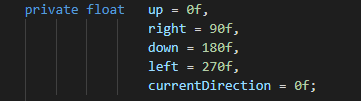 private float up = 0f,
right = 90f,
down = 180f,
left = 270f,
currentDirection = 0f;